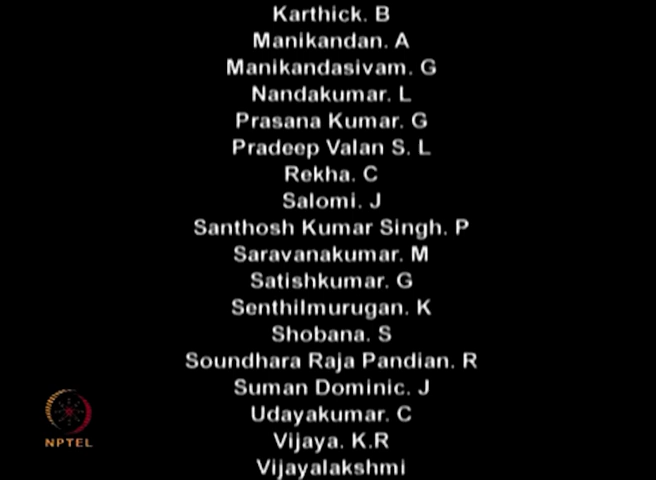 Karthick. B
Manikandan. A
Manikandasivam. G
Nandakumar. L
Prasana Kumar. G
Pradeep Valan S. L
Rekha. C
Salomi. J
Santhosh Kumar Singh. P
Saravanakumar. M
Satishkumar. G
Senthilmurugan. K
Shobana. S
Soundhara Raja Pandian. R
Suman Dominic. J
Udayakumar. C
Vijaya. K.R
Vijayalakshmi
NPTEL